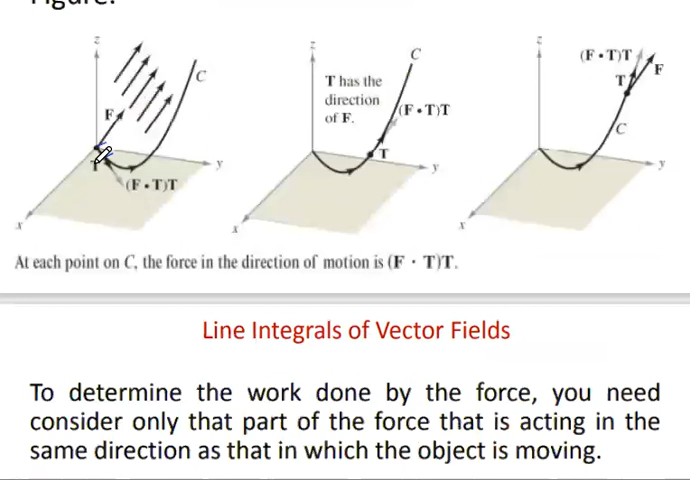 Figure.
z
C
F
T
y
(F • T)T
x
z
C
T has the
direction
of F.
(F • T)T
T
y
x
z
(F • T)T
T
F
C
y
x
At each point on C, the force in the direction of motion is (F · T)T.
Line Integrals of Vector Fields
To determine the work done by the force, you need
consider only that part of the force that is acting in the
same direction as that in which the object is moving.